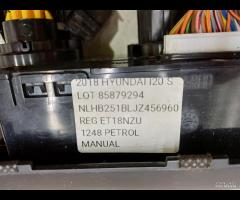 2018 HYUNDAI I20 S
LOT 85879294
NLHB251BLJZ456960
REG ET18NZU
1248 PETROL
MANUAL